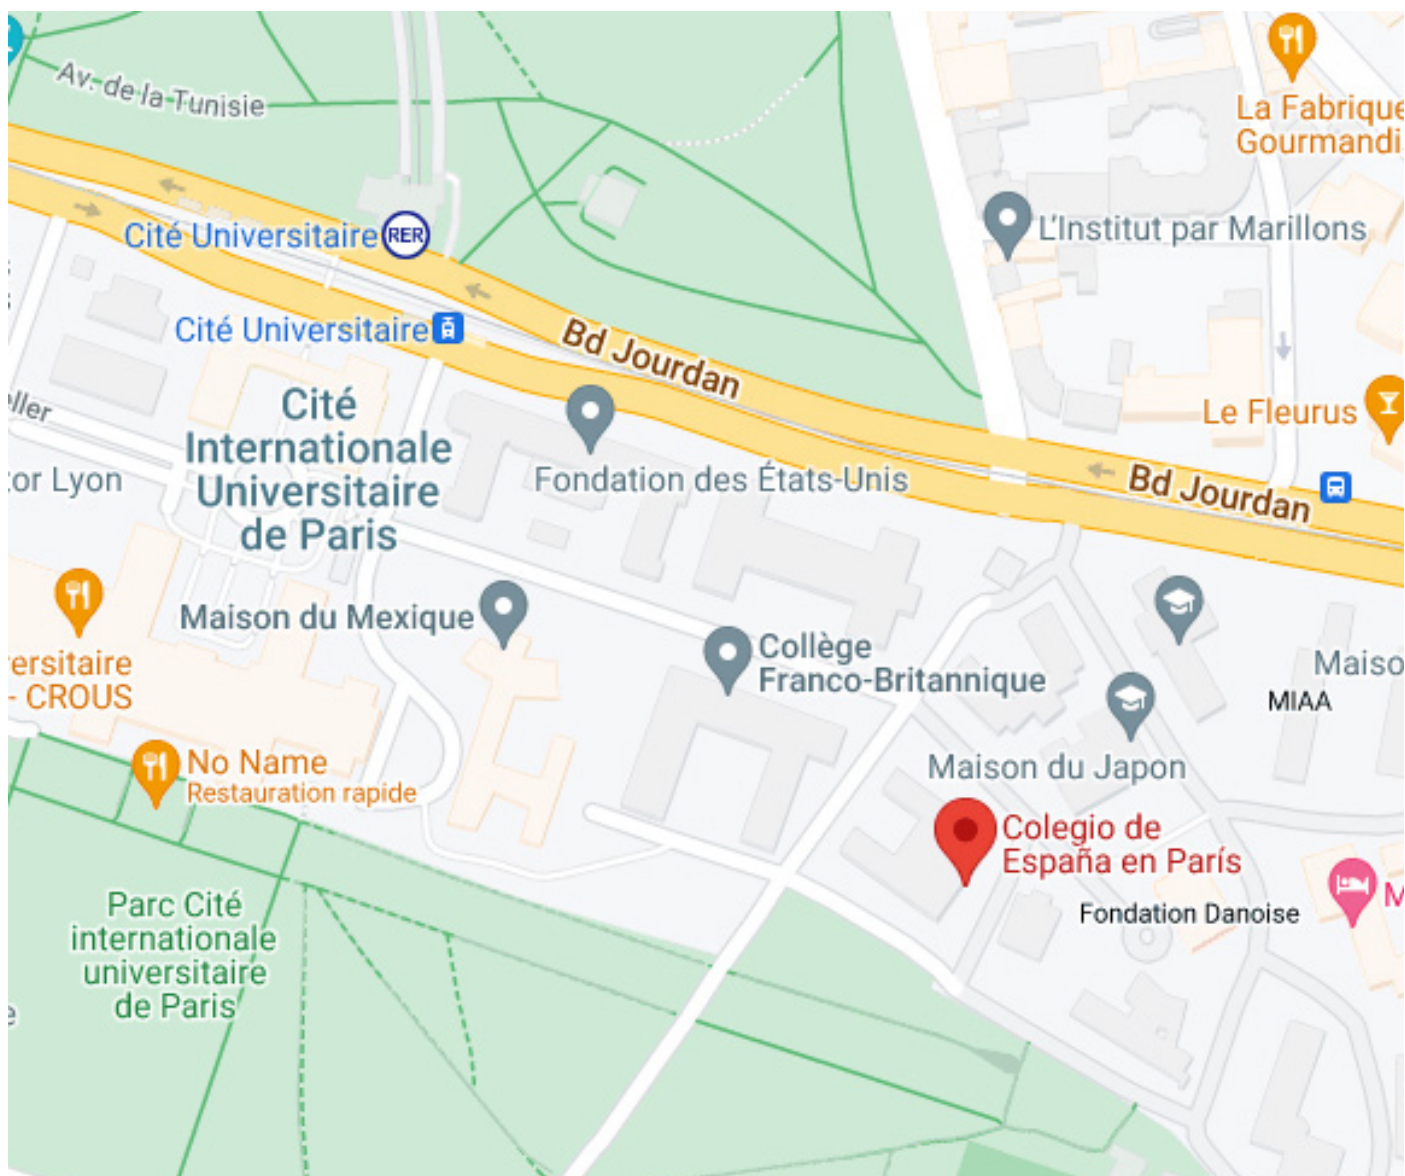 Av. de la Tunisie
La Fabrique
Gourmandi
L'Institut par Marillons
Cité Universitaire RER
Cité Universitaire
Bd Jourdan
Cité
Internationale
Universitaire
de Paris
Le Fleurus
eller
Fondation des États-Unis
tor Lyon
Bd Jourdan
Maison du Mexique
Collège
Franco-Britannique
versitaire
- CROUS
Maiso
MIAA
No Name
Restauration rapide
Maison du Japon
Colegio de
España en París
M
Fondation Danoise
Parc Cité
internationale
universitaire
de Paris
e